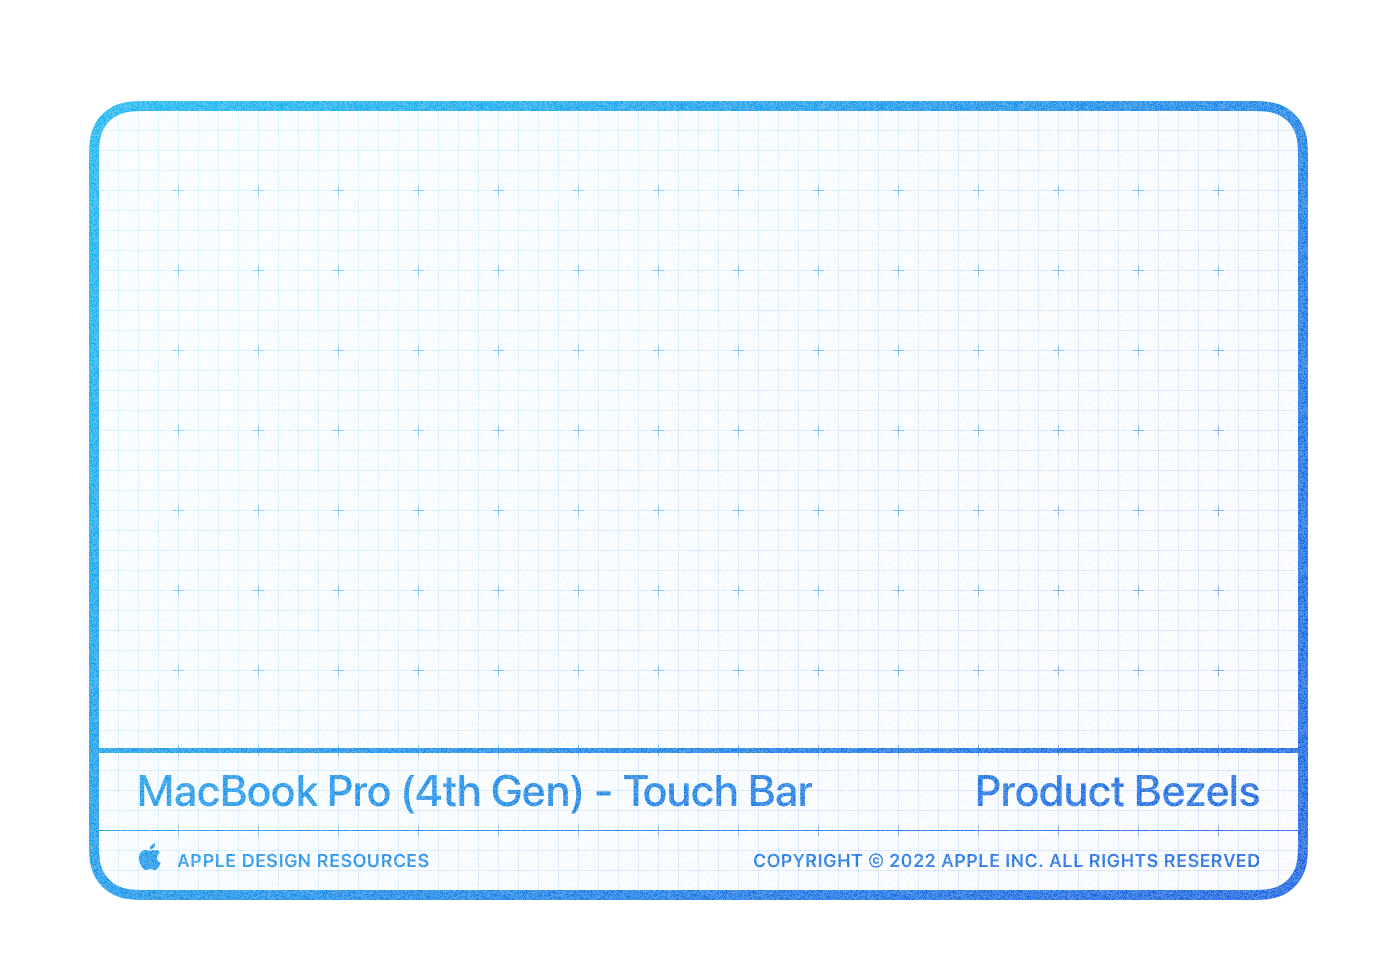 MacBook Pro (4th Gen) - Touch Bar
Product Bezels
APPLE DESIGN RESOURCES
COPYRIGHT © 2022 APPLE INC. ALL RIGHTS RESERVED